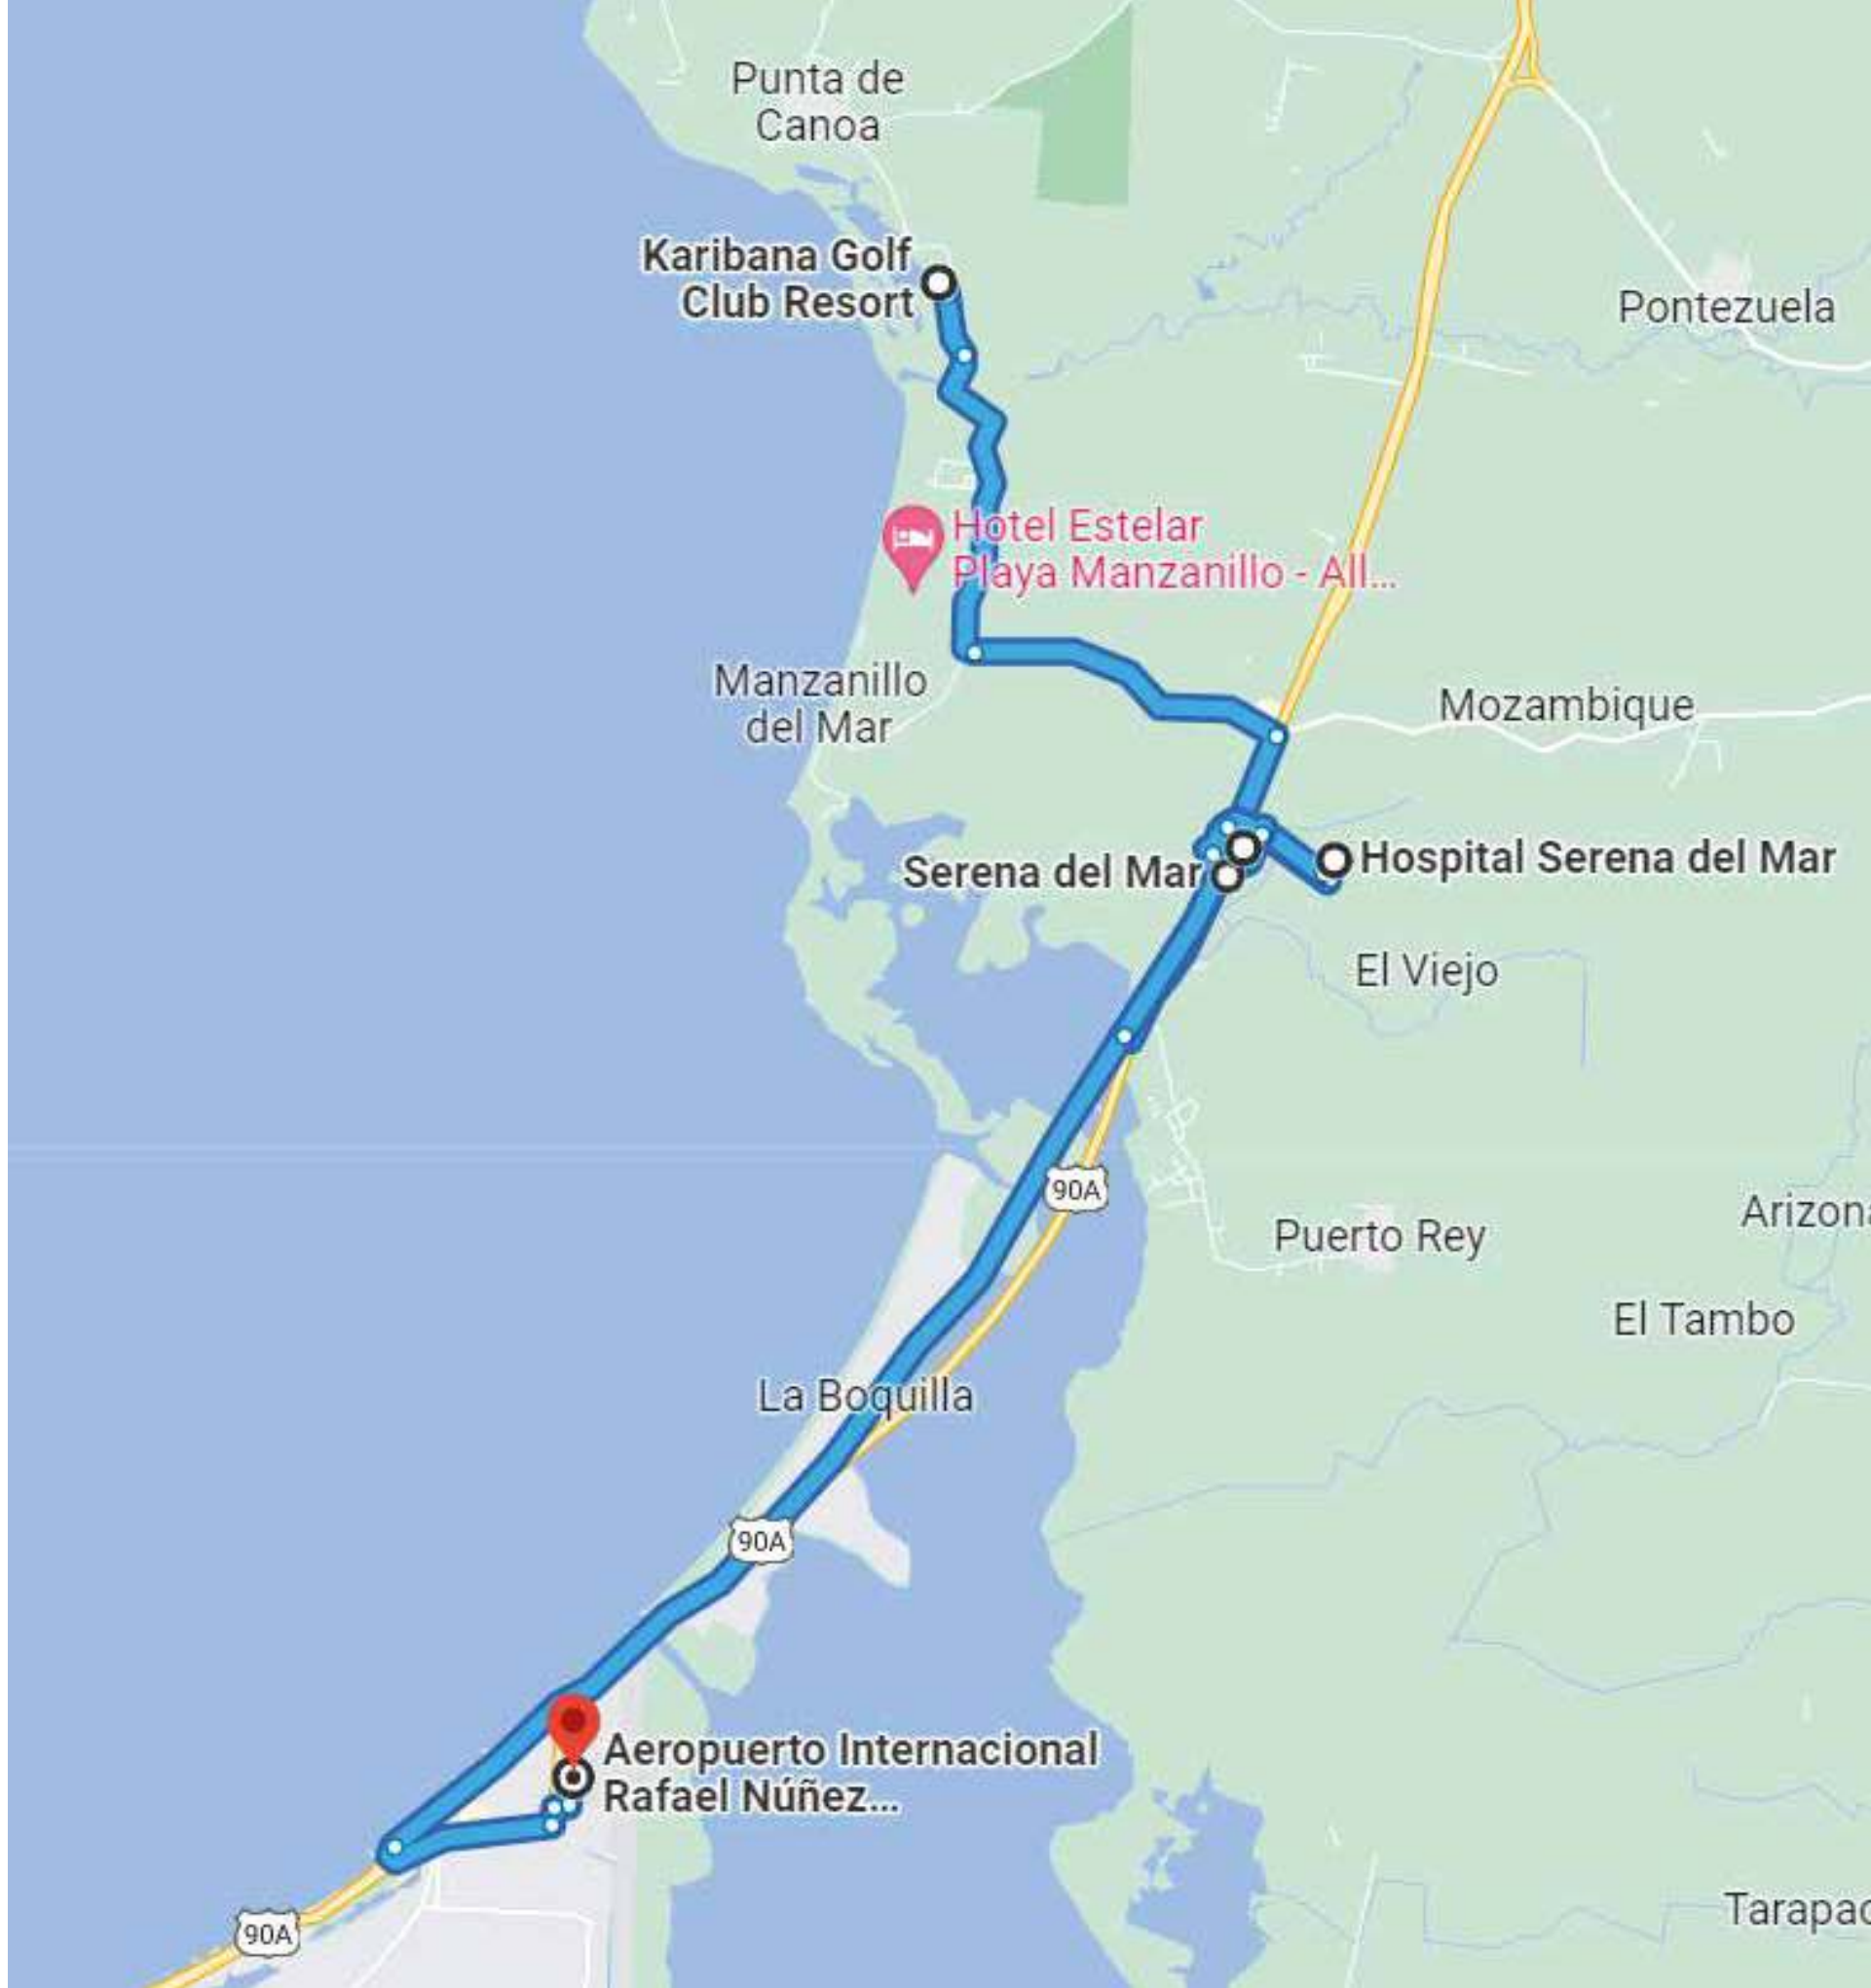 Punta de
Canoa
Karibana Golf
Club Resort
Pontezuela
Hotel Estelar
Playa Manzanillo - All...
Manzanillo
del Mar
Mozambique
Serena del Mar
Hospital Serena del Mar
El Viejo
90A
Puerto Rey
Arizona
El Tambo
La Boquilla
90A
Aeropuerto Internacional
Rafael Núñez...
90A
Tarapac